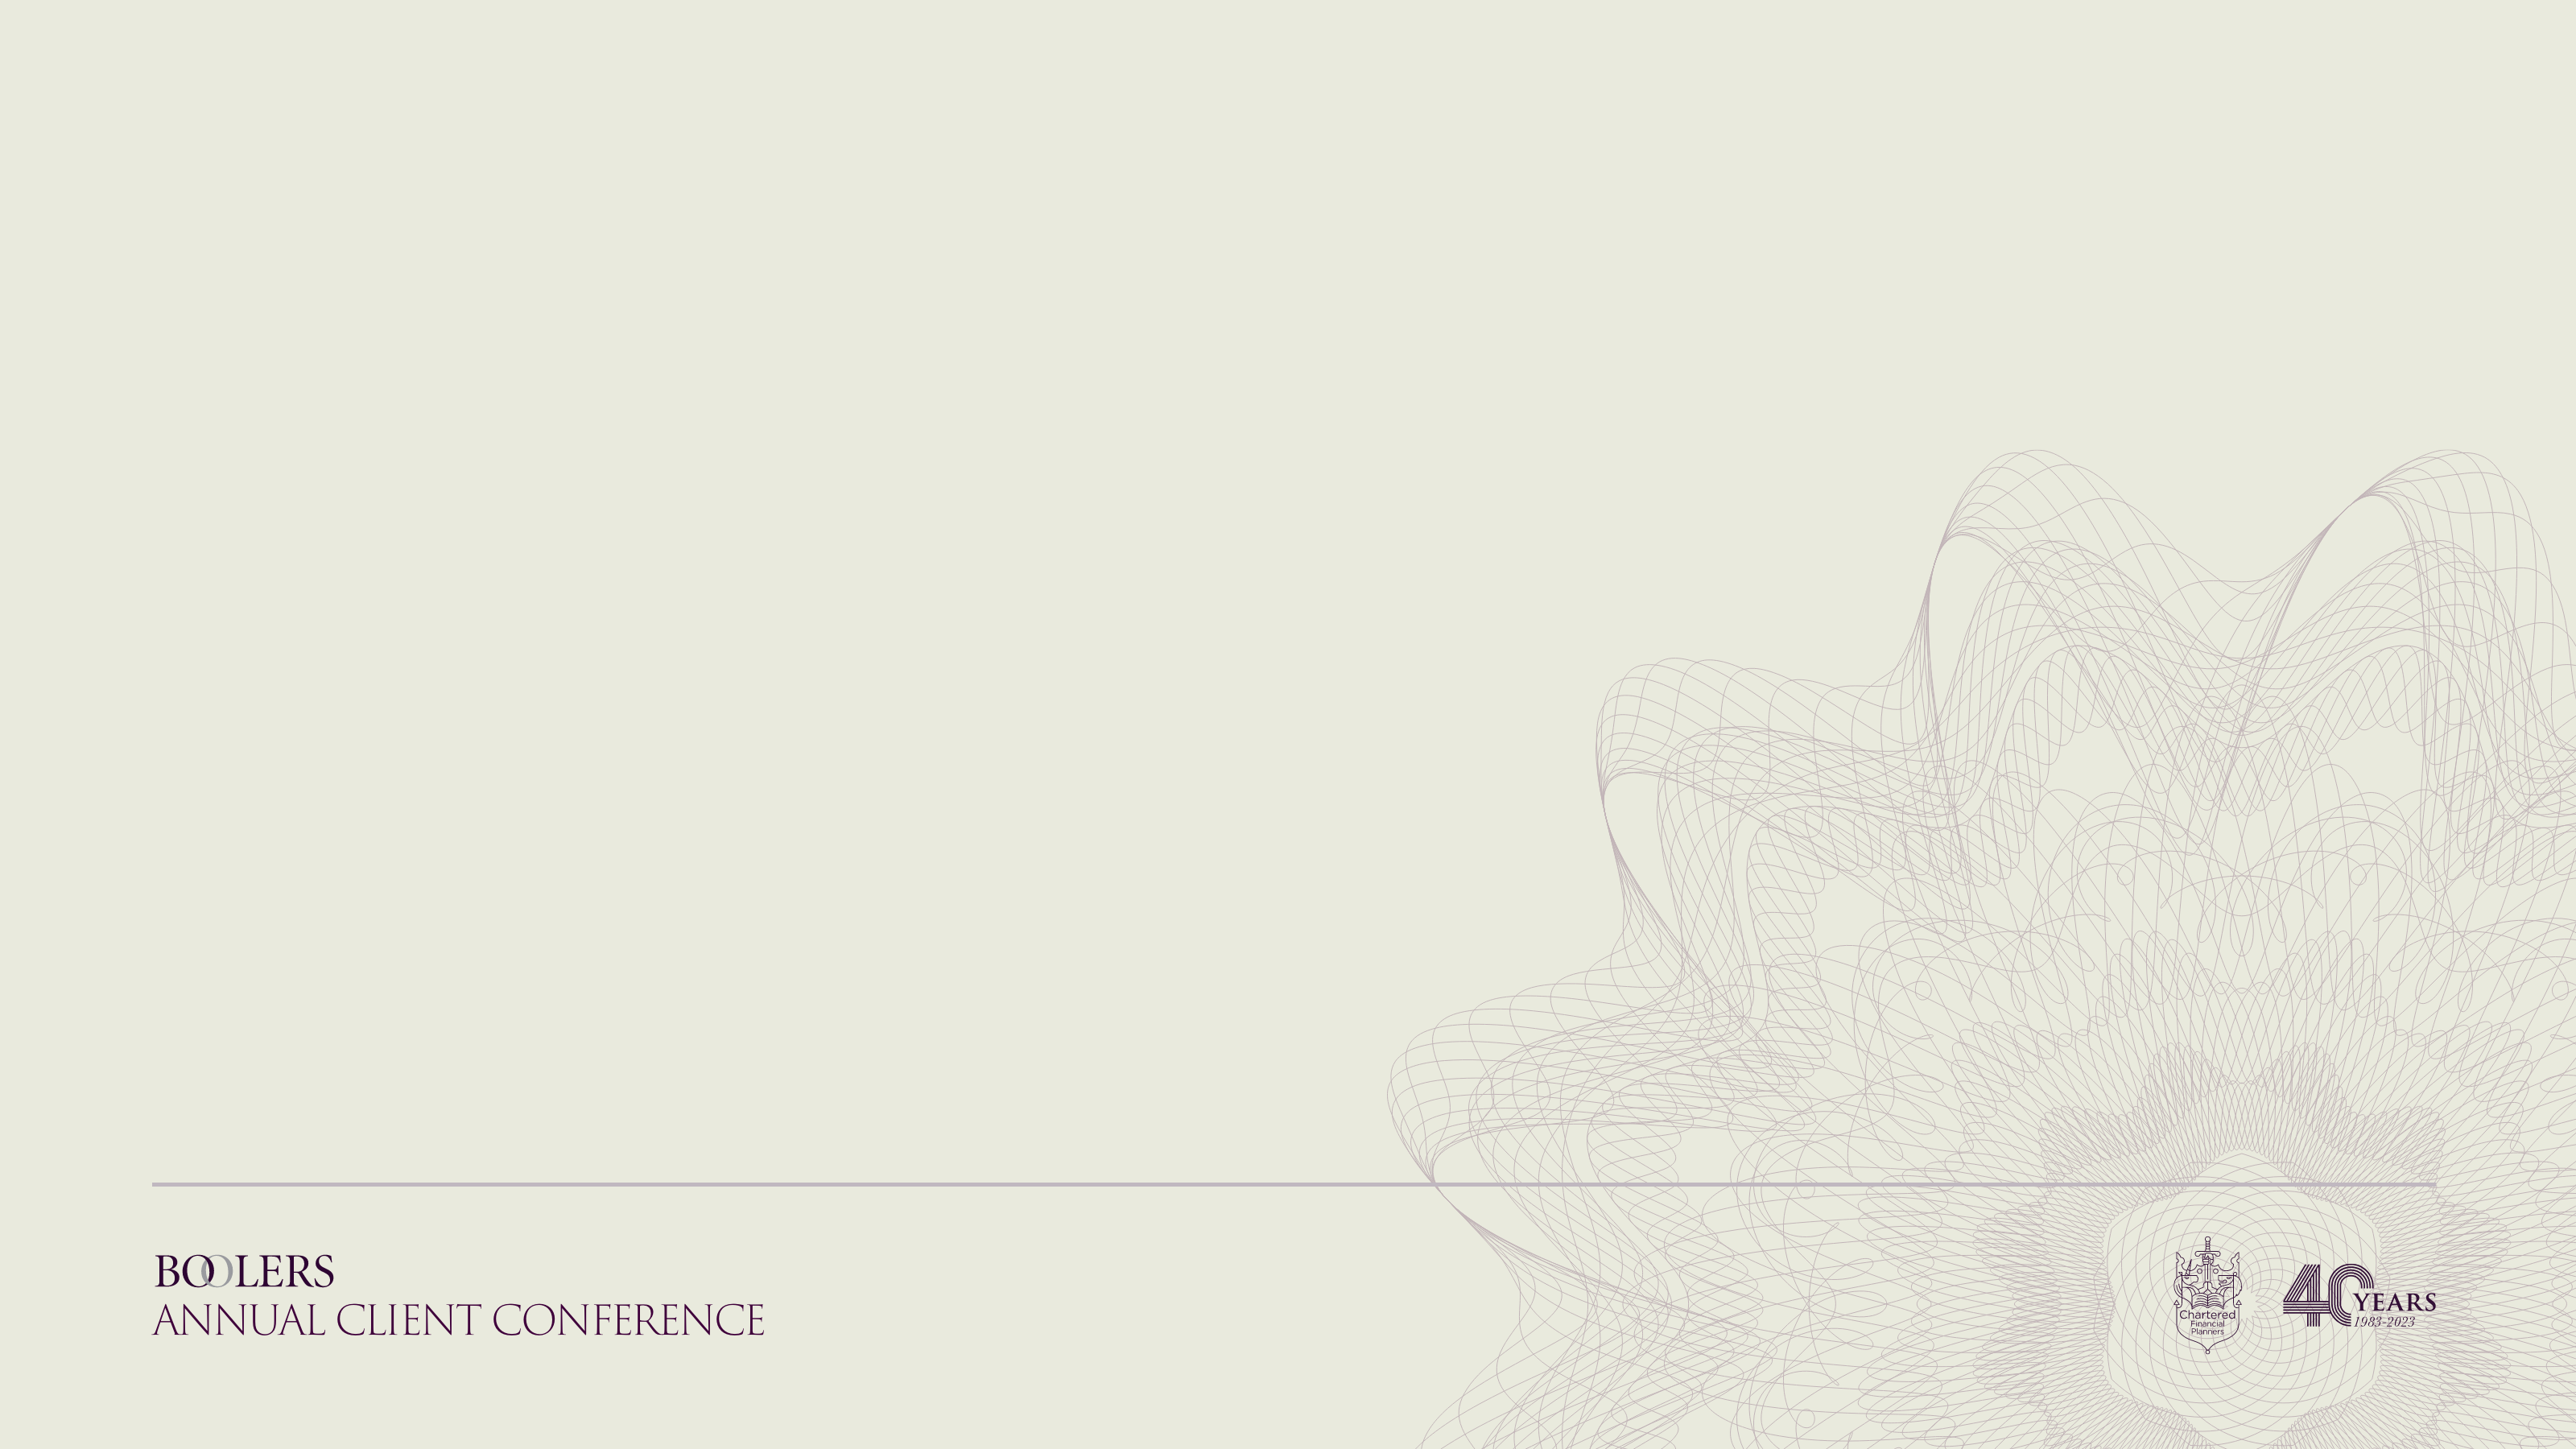 BOOLERS
ANNUAL CLIENT CONFERENCE
Chartered
Financial
Planners
40 YEARS
1983-2023